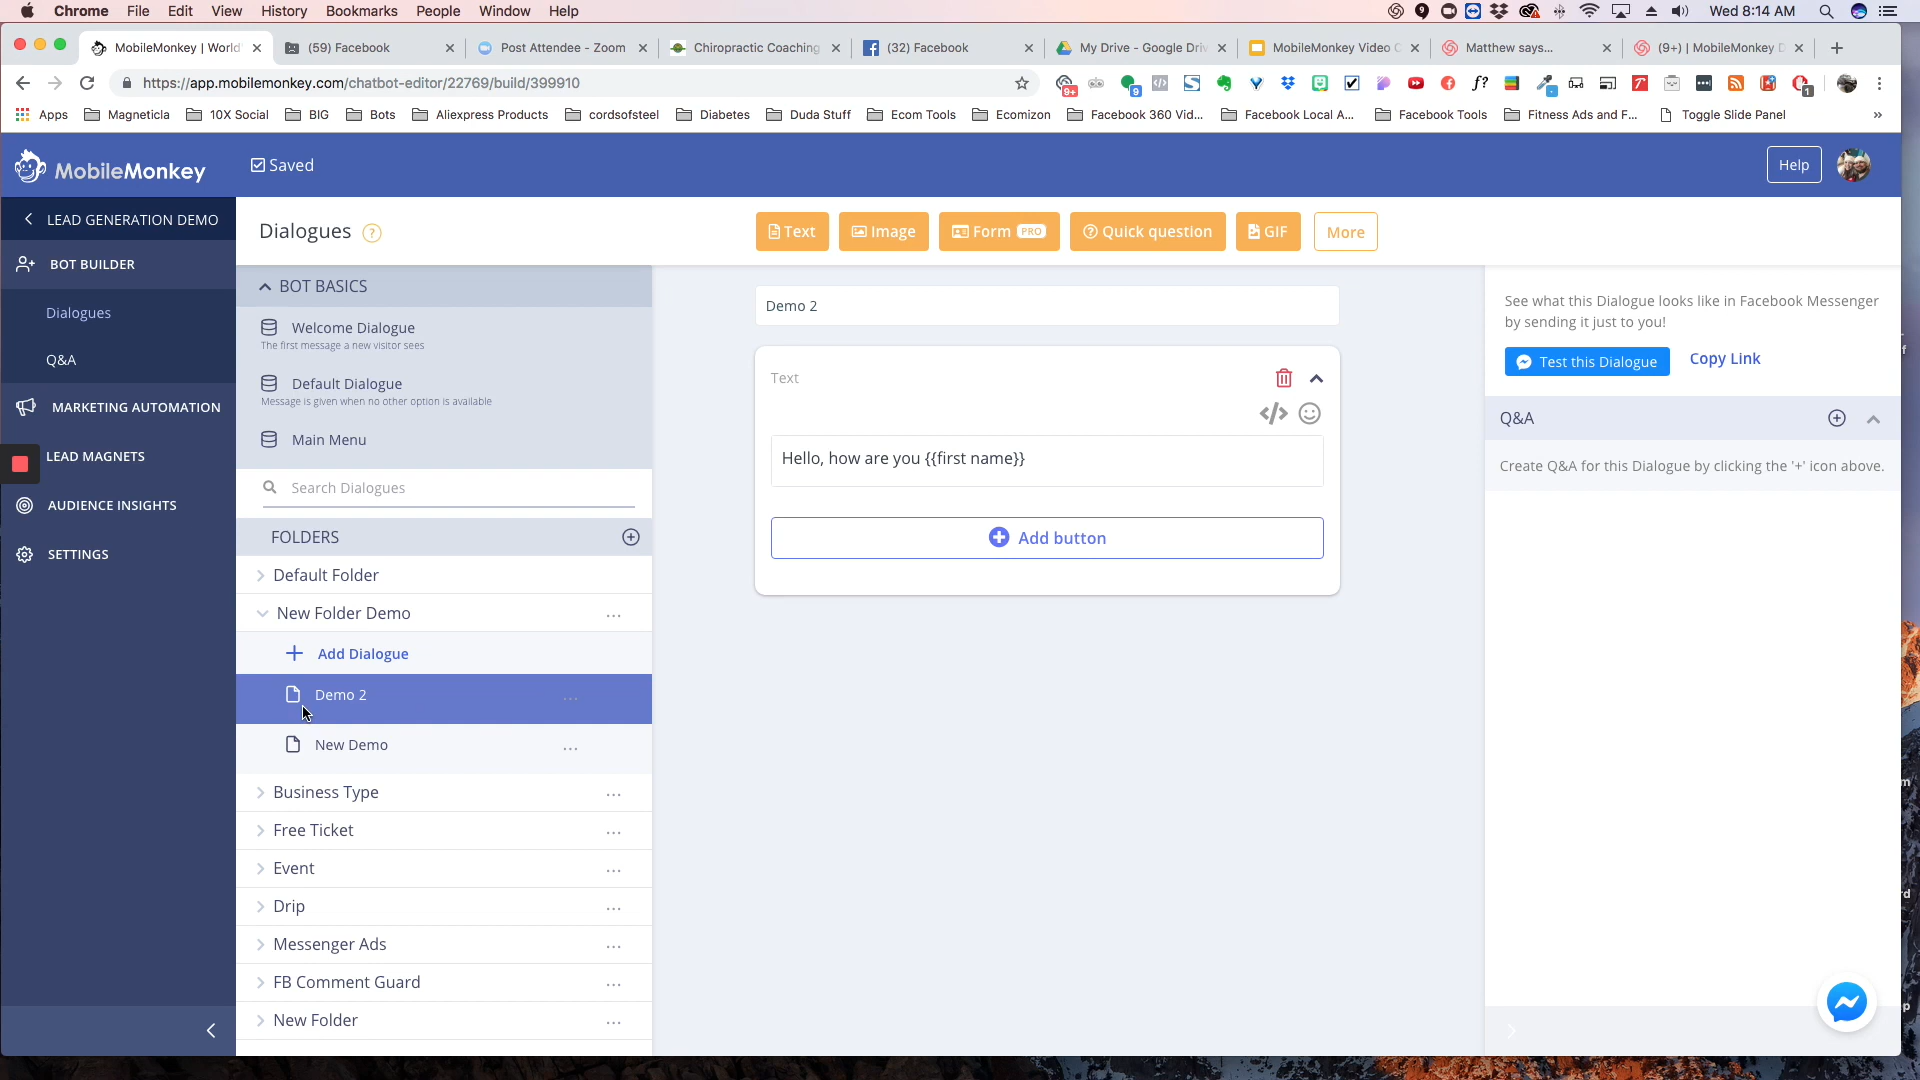 Chrome File Edit View History Bookmarks People Window Help Wed 8:14 AM
MobileMonkey | World (59) Facebook Post Attendee - Zoom Chiropractic Coaching (32) Facebook My Drive - Google Driv MobileMonkey Video C Matthew says... (9+) | MobileMonkey D
https://app.mobilemonkey.com/chatbot-editor/22769/build/399910
Apps Magneticla 10X Social BIG Bots Aliexpress Products cordsofsteel Diabetes Duda Stuff Ecom Tools Ecomizon Facebook 360 Vid... Facebook Local A... Facebook Tools Fitness Ads and F... Toggle Slide Panel »
MobileMonkey Saved Help
LEAD GENERATION DEMO
BOT BUILDER
Dialogues
Q&A
MARKETING AUTOMATION
LEAD MAGNETS
AUDIENCE INSIGHTS
SETTINGS
Dialogues ?
Text Image Form PRO Quick question GIF More
BOT BASICS
Welcome Dialogue
The first message a new visitor sees
Default Dialogue
Message is given when no other option is available
Main Menu
Search Dialogues
FOLDERS
Default Folder
New Folder Demo ...
Add Dialogue
Demo 2 ...
New Demo ...
Business Type ...
Free Ticket ...
Event ...
Drip ...
Messenger Ads ...
FB Comment Guard ...
New Folder ...
Demo 2
Text
Hello, how are you {{first name}}
Add button
See what this Dialogue looks like in Facebook Messenger
by sending it just to you!
Test this Dialogue Copy Link
Q&A
Create Q&A for this Dialogue by clicking the '+' icon above.